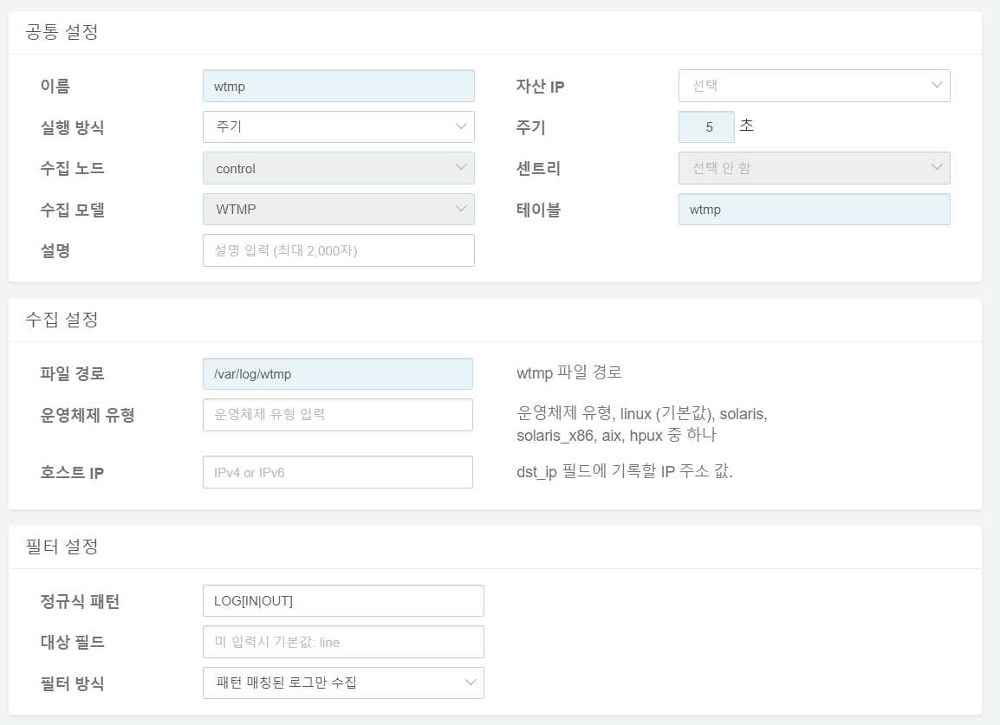 공통 설정
이름 wtmp 자산 IP 선택
실행 방식 주기 주기 5 초
수집 노드 control 센트리 선택 안 함
수집 모델 WTMP 테이블 wtmp
설명 설명 입력 (최대 2,000자)
수집 설정
파일 경로 /var/log/wtmp wtmp 파일 경로
운영체제 유형 운영체제 유형 입력 운영체제 유형, linux (기본값), solaris,
solaris_x86, aix, hpux 중 하나
호스트 IP IPv4 or IPv6 dst_ip 필드에 기록할 IP 주소 값.
필터 설정
정규식 패턴 LOG[IN|OUT]
대상 필드 미 입력시 기본값: line
필터 방식 패턴 매칭된 로그만 수집